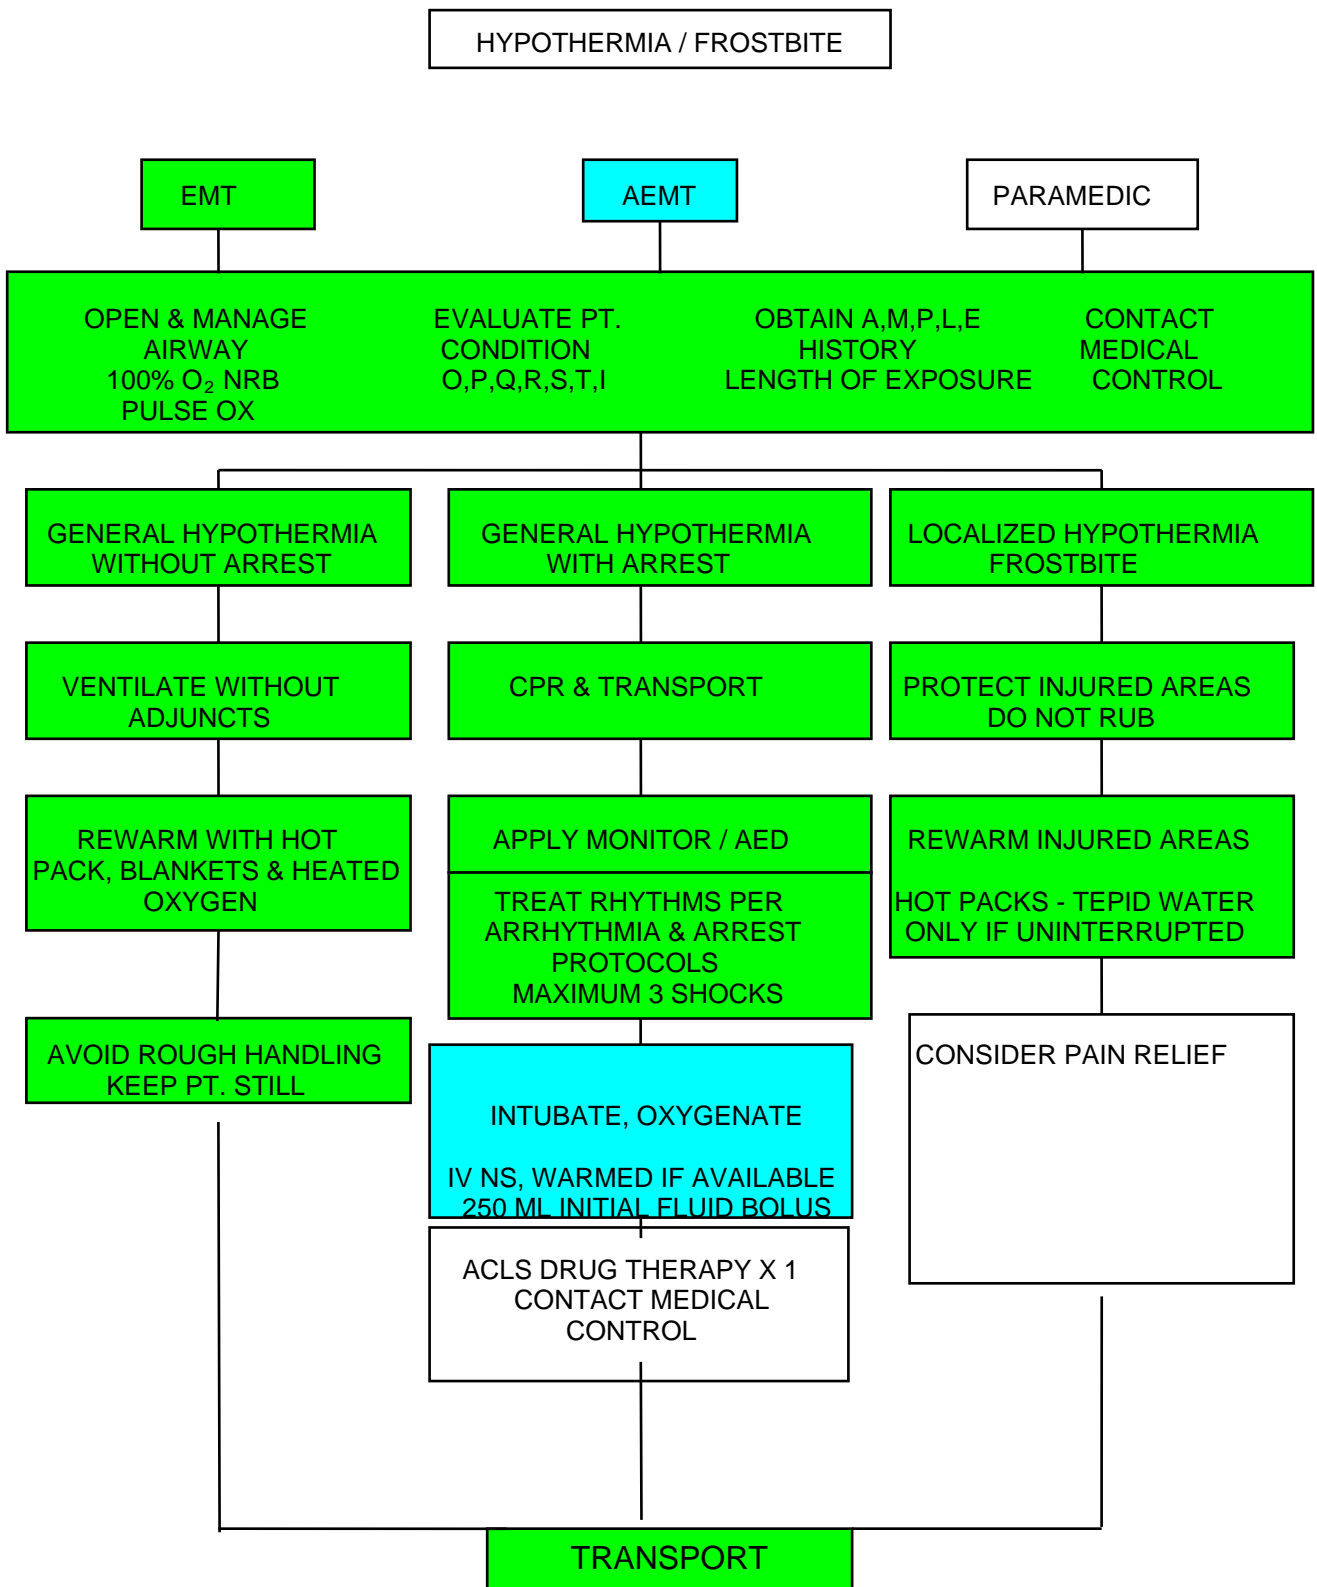 HYPOTHERMIA / FROSTBITE
EMT
AEMT
PARAMEDIC
OPEN & MANAGE
AIRWAY
100% O₂ NRB
PULSE OX
EVALUATE PT.
CONDITION
O,P,Q,R,S,T,I
OBTAIN A,M,P,L,E
HISTORY
LENGTH OF EXPOSURE
CONTACT
MEDICAL
CONTROL
GENERAL HYPOTHERMIA
WITHOUT ARREST
VENTILATE WITHOUT
ADJUNCTS
REWARM WITH HOT
PACK, BLANKETS & HEATED
OXYGEN
AVOID ROUGH HANDLING
KEEP PT. STILL
GENERAL HYPOTHERMIA
WITH ARREST
CPR & TRANSPORT
APPLY MONITOR / AED
TREAT RHYTHMS PER
ARRHYTHMIA & ARREST
PROTOCOLS
MAXIMUM 3 SHOCKS
INTUBATE, OXYGENATE
IV NS, WARMED IF AVAILABLE
250 ML INITIAL FLUID BOLUS
ACLS DRUG THERAPY X 1
CONTACT MEDICAL
CONTROL
LOCALIZED HYPOTHERMIA
FROSTBITE
PROTECT INJURED AREAS
DO NOT RUB
REWARM INJURED AREAS
HOT PACKS - TEPID WATER
ONLY IF UNINTERRUPTED
CONSIDER PAIN RELIEF
TRANSPORT